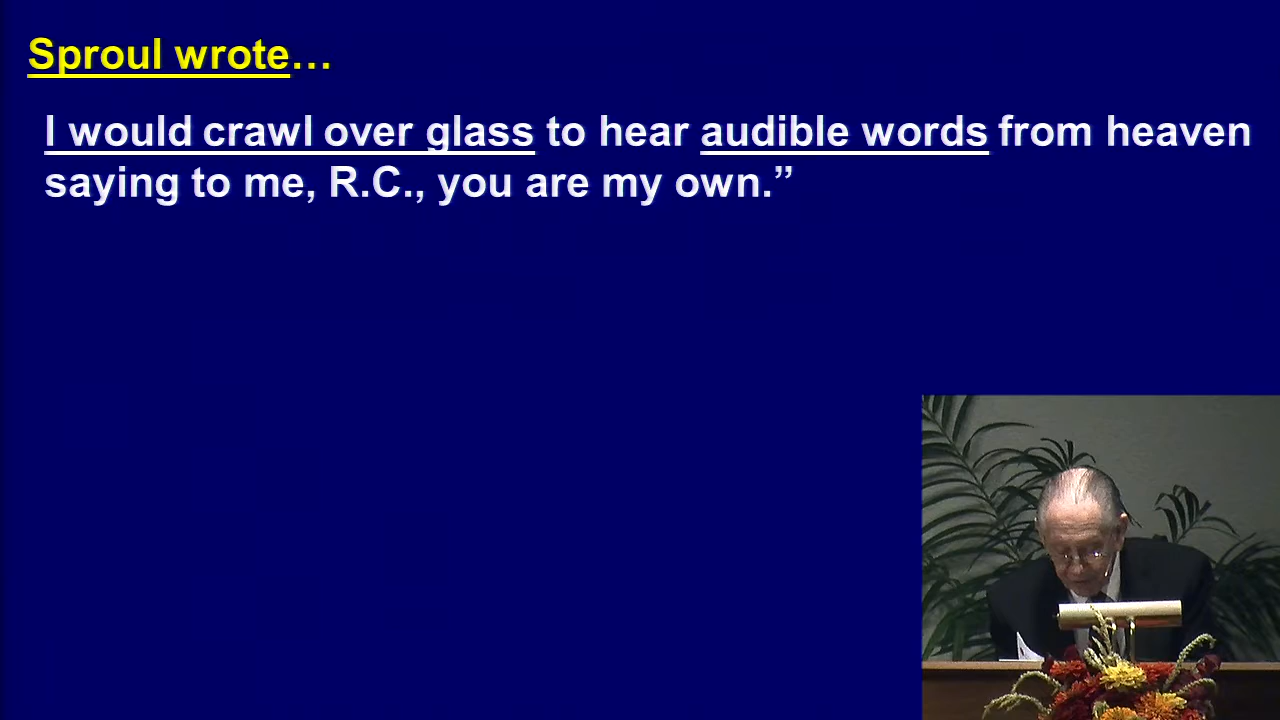 Sproul wrote…
I would crawl over glass to hear audible words from heaven
saying to me, R.C., you are my own.”